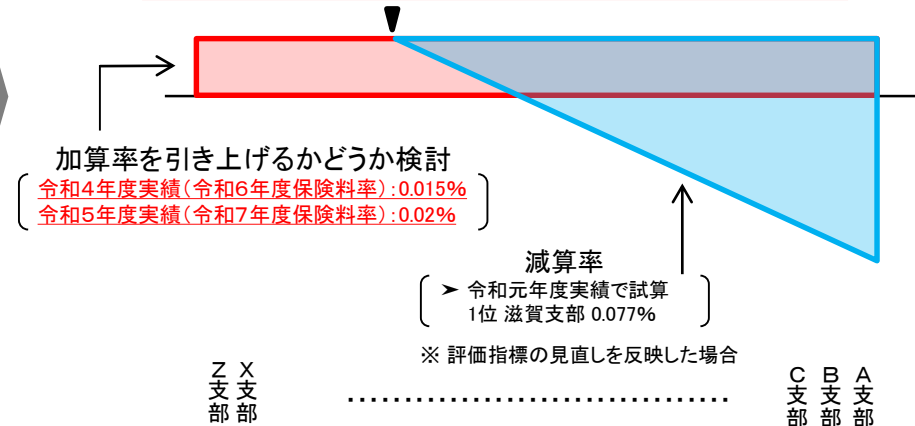 加算率を引き上げるかどうか検討
令和4年度実績(令和6年度保険料率):0.015%
令和5年度実績(令和7年度保険料率):0.02%
減算率
➤ 令和元年度実績で試算
1位 滋賀支部 0.077%
※ 評価指標の見直しを反映した場合
Z支部
X支部
・・・・・・・・・・・・・・・・・・・・・・・・・・・・・・・・・・
C支部
B支部
A支部